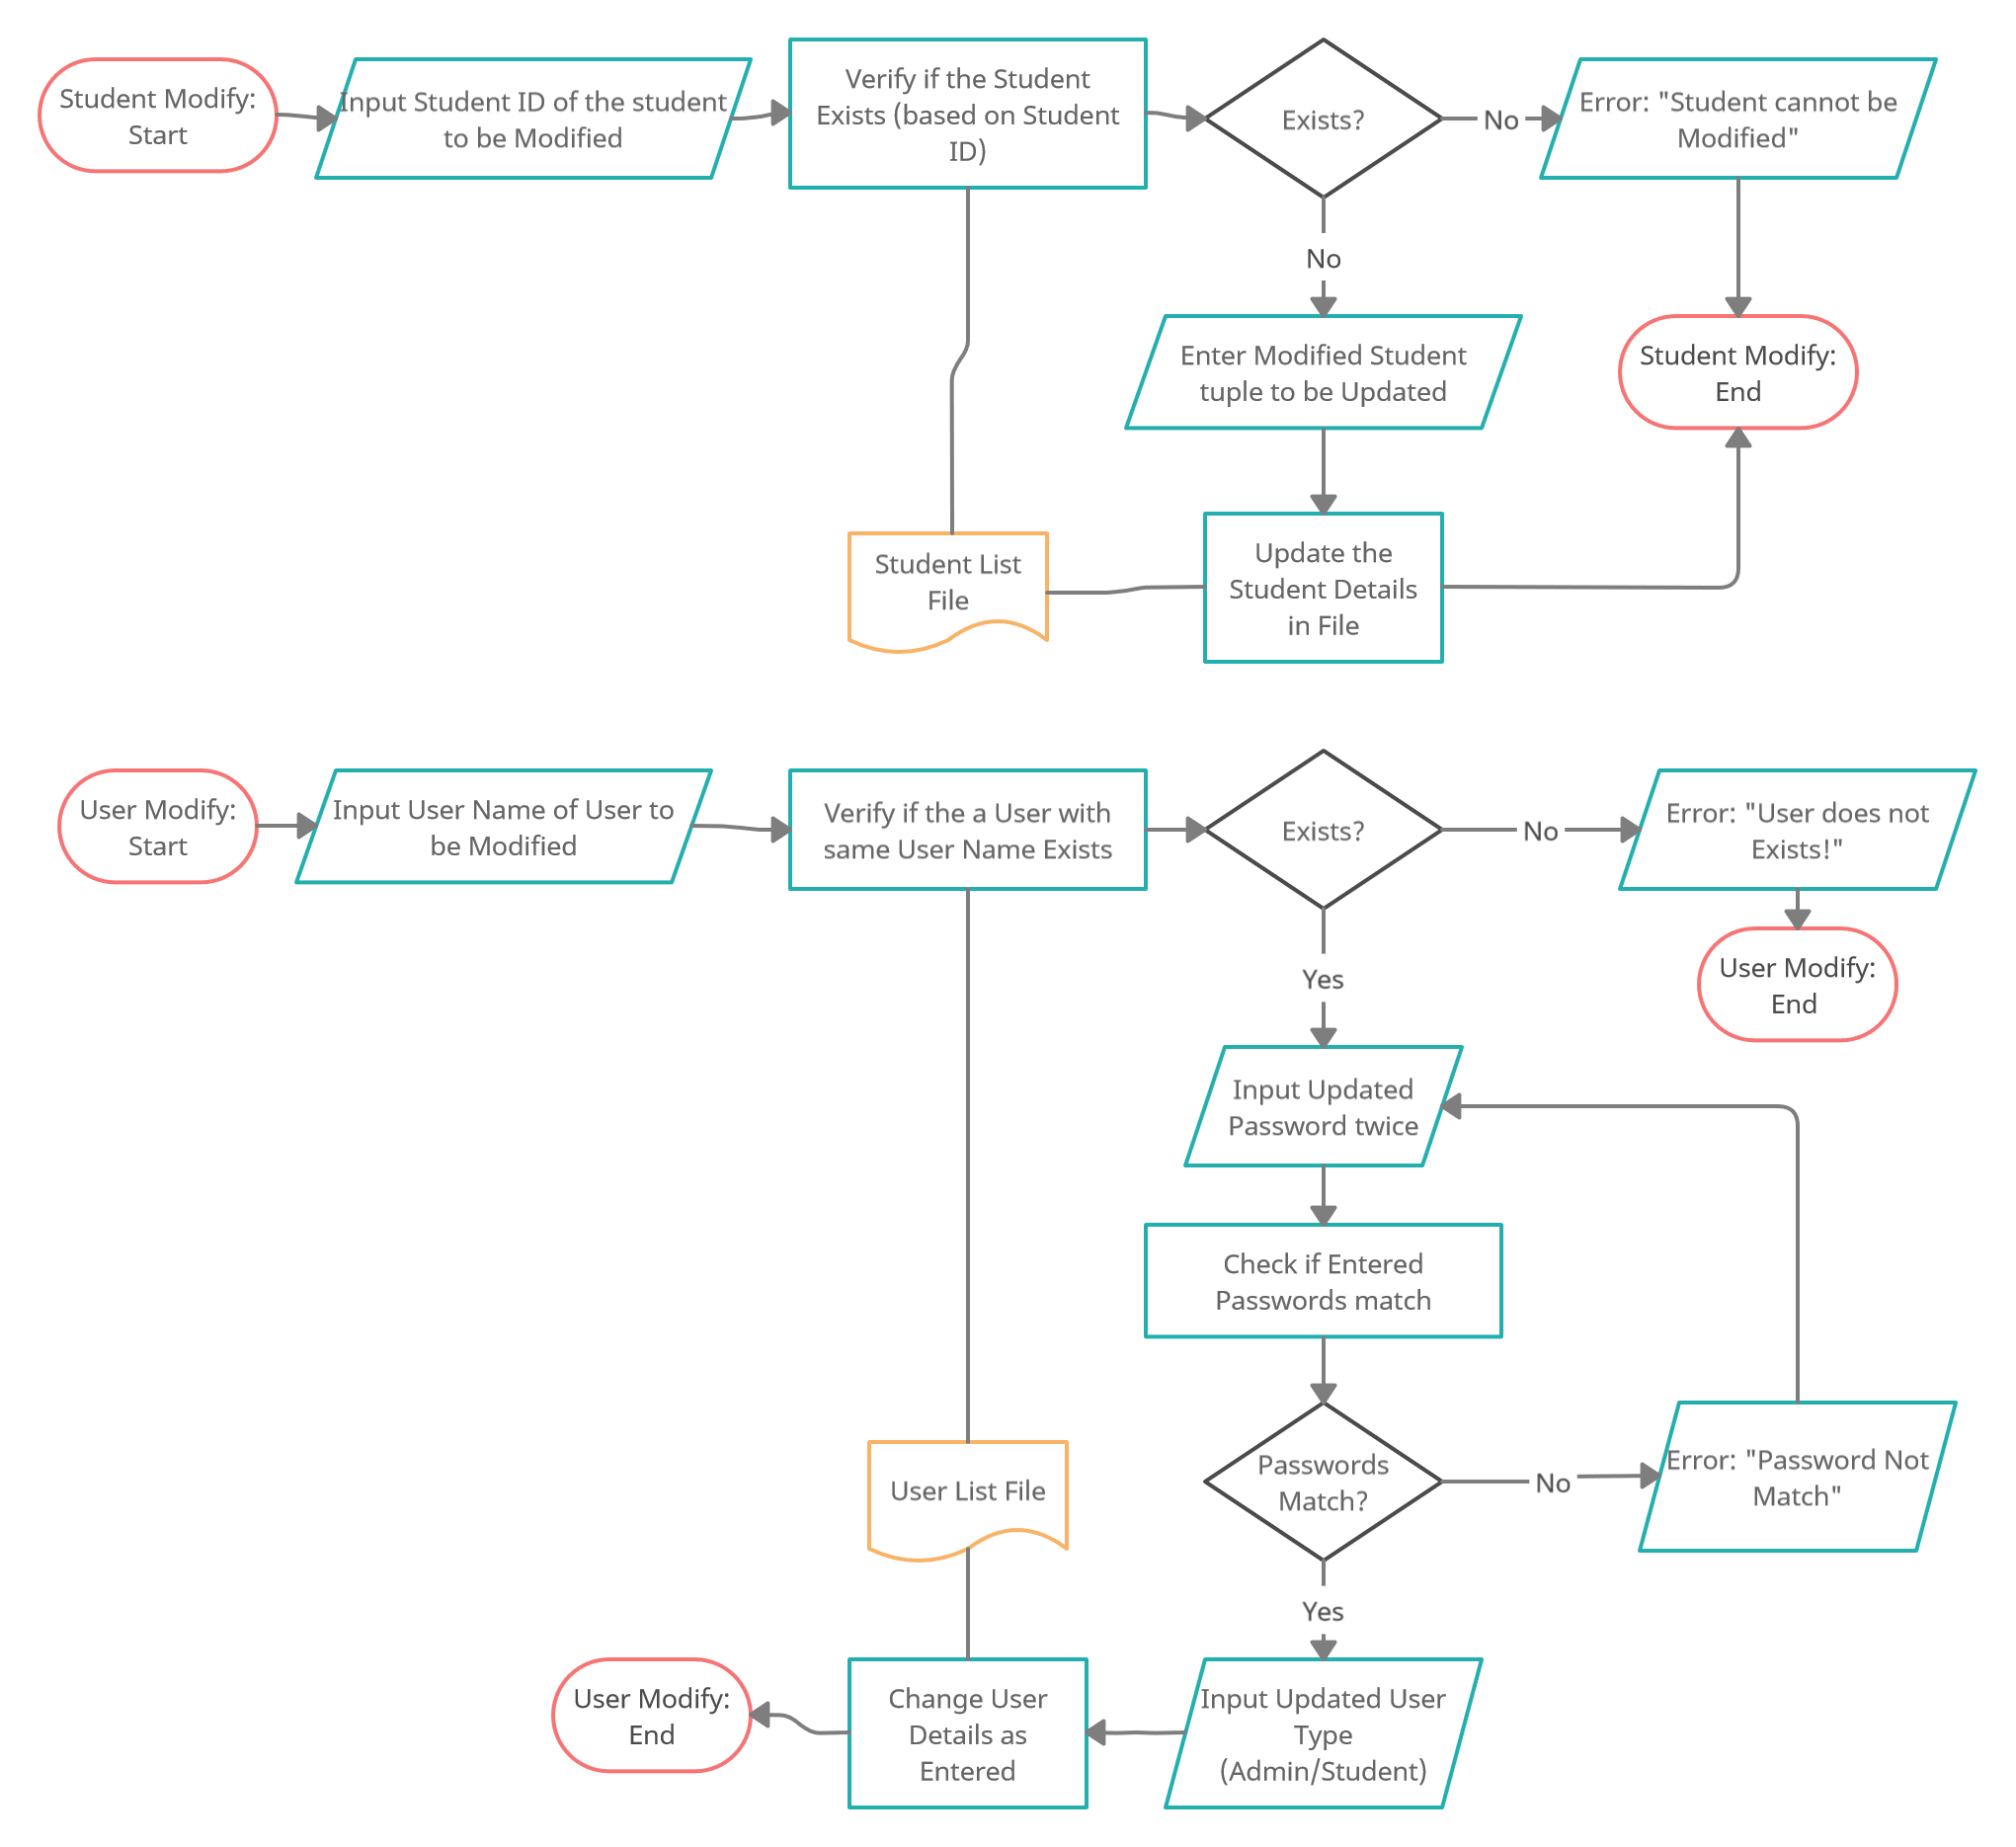 Student Modify:
Start
Input Student ID of the student
to be Modified
Verify if the Student
Exists (based on Student
ID)
Exists?
No
Error: "Student cannot be
Modified"
No
Enter Modified Student
tuple to be Updated
Student Modify:
End
Student List
File
Update the
Student Details
in File
User Modify:
Start
Input User Name of User to
be Modified
Verify if the a User with
same User Name Exists
Exists?
No
Error: "User does not
Exists!"
User Modify:
End
Yes
Input Updated
Password twice
Check if Entered
Passwords match
Passwords
Match?
No
Error: "Password Not
Match"
User List File
Yes
Input Updated User
Type
(Admin/Student)
Change User
Details as
Entered
User Modify:
End